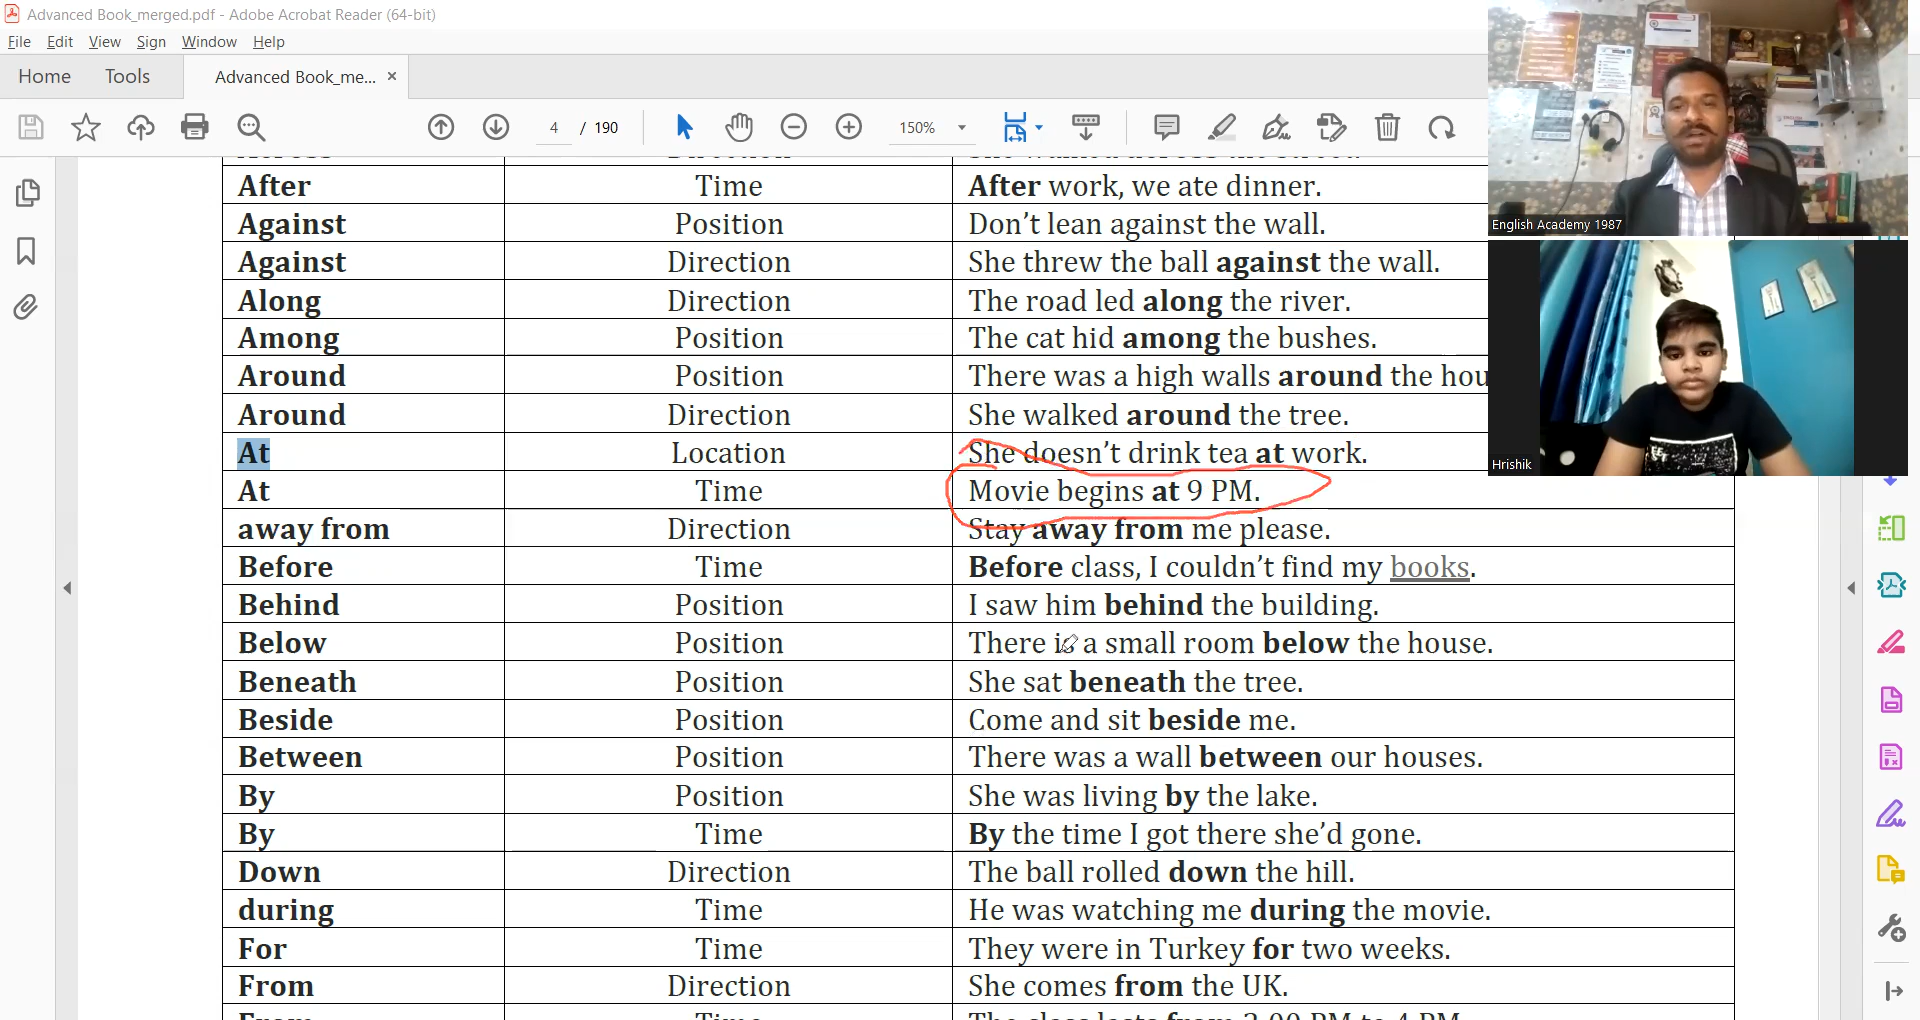 Advanced Book_merged.pdf - Adobe Acrobat Reader (64-bit)
File Edit View Sign Window Help
Home Tools Advanced Book_me... ×
4 / 190 150%
After Time After work, we ate dinner.
Against Position Don’t lean against the wall.
Against Direction She threw the ball against the wall.
Along Direction The road led along the river.
Among Position The cat hid among the bushes.
Around Position There was a high walls around the hou
Around Direction She walked around the tree.
At Location She doesn’t drink tea at work.
At Time Movie begins at 9 PM.
away from Direction Stay away from me please.
Before Time Before class, I couldn’t find my books.
Behind Position I saw him behind the building.
Below Position There is a small room below the house.
Beneath Position She sat beneath the tree.
Beside Position Come and sit beside me.
Between Position There was a wall between our houses.
By Position She was living by the lake.
By Time By the time I got there she’d gone.
Down Direction The ball rolled down the hill.
during Time He was watching me during the movie.
For Time They were in Turkey for two weeks.
From Direction She comes from the UK.
English Academy 1987
Hrishik